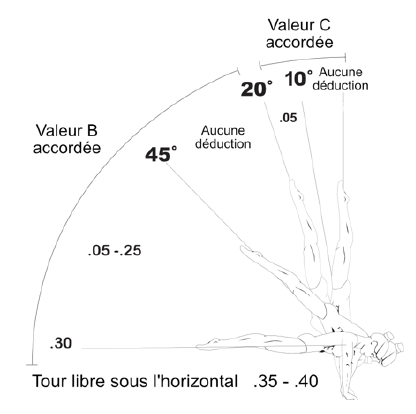 Valeur C
accordée
20°
10°
Aucune
déduction
.05
Valeur B
accordée
Aucune
déduction
45°
.05 -.25
.30
Tour libre sous l'horizontal .35 - .40